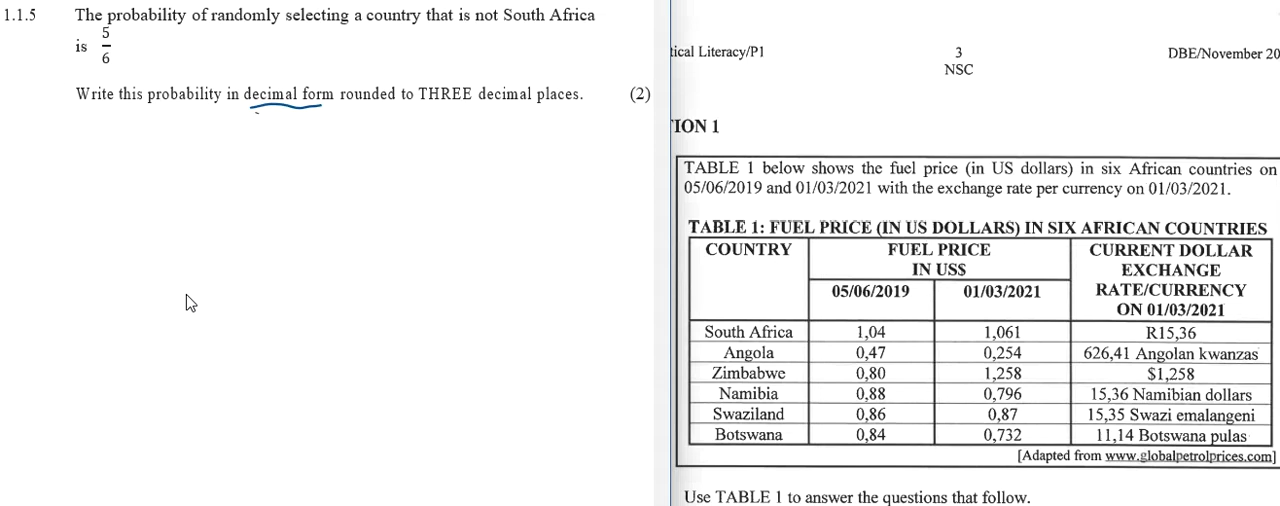 1.1.5 The probability of randomly selecting a country that is not South Africa
is 5/6
Write this probability in decimal form rounded to THREE decimal places. (2)
tical Literacy/P1 3 DBE/November 20
NSC
TION 1
TABLE 1 below shows the fuel price (in US dollars) in six African countries on
05/06/2019 and 01/03/2021 with the exchange rate per currency on 01/03/2021.
TABLE 1: FUEL PRICE (IN US DOLLARS) IN SIX AFRICAN COUNTRIES
COUNTRY FUEL PRICE IN US$ CURRENT DOLLAR EXCHANGE RATE/CURRENCY ON 01/03/2021
05/06/2019 01/03/2021
South Africa 1,04 1,061 R15,36
Angola 0,47 0,254 626,41 Angolan kwanzas
Zimbabwe 0,80 1,258 $1,258
Namibia 0,88 0,796 15,36 Namibian dollars
Swaziland 0,86 0,87 15,35 Swazi emalangeni
Botswana 0,84 0,732 11,14 Botswana pulas
[Adapted from www.globalpetrolprices.com]
Use TABLE 1 to answer the questions that follow.